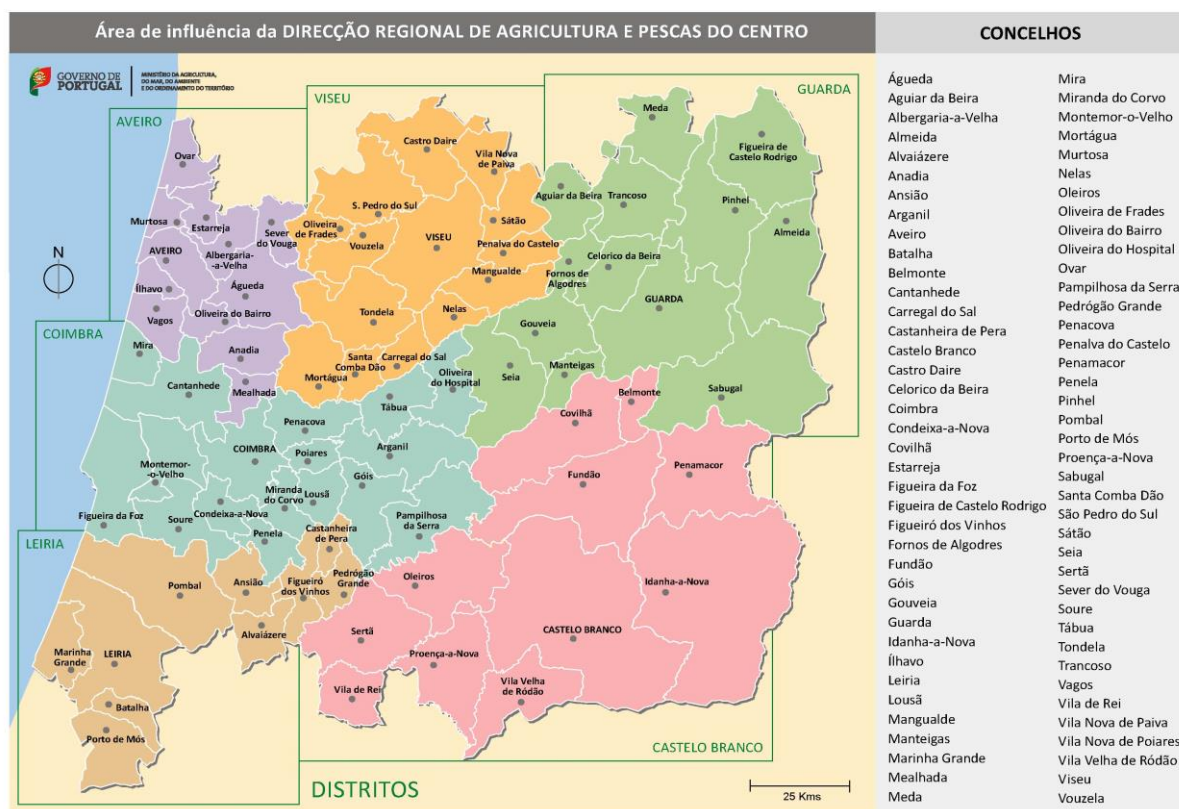 Área de influência da DIRECÇÃO REGIONAL DE AGRICULTURA E PESCAS DO CENTRO
GOVERNO DE
PORTUGAL
MINISTÉRIO DA AGRICULTURA,
DO MAR, DO AMBIENTE
E DO ORDENAMENTO DO TERRITÓRIO
AVEIRO
VISEU
GUARDA
Ovar
Murtosa
Estarreja
Sever
do Vouga
AVEIRO
Albergaria-
-a-Velha
Ílhavo
Águeda
Vagos
Oliveira do Bairro
Anadia
Mealhada
Castro Daire
Vila Nova
de Paiva
S. Pedro do Sul
Oliveira
de Frades
Vouzela
VISEU
Sátão
Penalva do Castelo
Mangualde
Tondela
Nelas
Santa
Comba Dão
Carregal do Sal
Mortágua
Meda
Figueira de
Castelo Rodrigo
Aguiar da Beira
Trancoso
Pinhel
Almeida
Celorico da Beira
Fornos de
Algodres
GUARDA
Gouveia
Seia
Manteigas
Sabugal
N
COIMBRA
Mira
Cantanhede
Oliveira
do Hospital
Tábua
Penacova
COIMBRA
Poiares
Arganil
Montemor-
-o-Velho
Miranda
do Corvo
Lousã
Góis
Figueira da Foz
Soure
Condeixa-a-Nova
Penela
Pampilhosa
da Serra
LEIRIA
Castanheira
de Pera
Pombal
Ansião
Figueiró
dos Vinhos
Pedrógão
Grande
Alvaiázere
Marinha
Grande
LEIRIA
Batalha
Porto de Mós
Covilhã
Belmonte
Fundão
Penamacor
Oleiros
Idanha-a-Nova
Sertã
CASTELO BRANCO
Proença-a-Nova
Vila de Rei
Vila Velha
de Ródão
CASTELO BRANCO
DISTRITOS
25 Kms
CONCELHOS
Águeda
Aguiar da Beira
Albergaria-a-Velha
Almeida
Alvaiázere
Anadia
Ansião
Arganil
Aveiro
Batalha
Belmonte
Cantanhede
Carregal do Sal
Castanheira de Pera
Castelo Branco
Castro Daire
Celorico da Beira
Coimbra
Condeixa-a-Nova
Covilhã
Estarreja
Figueira da Foz
Figueira de Castelo Rodrigo
Figueiró dos Vinhos
Fornos de Algodres
Fundão
Góis
Gouveia
Guarda
Idanha-a-Nova
Ílhavo
Leiria
Lousã
Mangualde
Manteigas
Marinha Grande
Mealhada
Meda
Mira
Miranda do Corvo
Montemor-o-Velho
Mortágua
Murtosa
Nelas
Oleiros
Oliveira de Frades
Oliveira do Bairro
Oliveira do Hospital
Ovar
Pampilhosa da Serra
Pedrógão Grande
Penacova
Penalva do Castelo
Penamacor
Penela
Pinhel
Pombal
Porto de Mós
Proença-a-Nova
Sabugal
Santa Comba Dão
São Pedro do Sul
Sátão
Seia
Sertã
Sever do Vouga
Soure
Tábua
Tondela
Trancoso
Vagos
Vila de Rei
Vila Nova de Paiva
Vila Nova de Poiares
Vila Velha de Ródão
Viseu
Vouzela